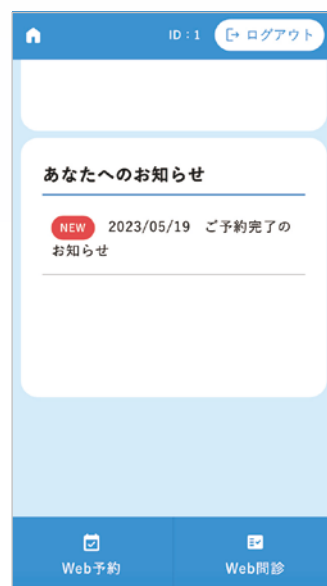 ID：1 ログアウト
あなたへのお知らせ
NEW 2023/05/19 ご予約完了の
お知らせ
Web予約 Web問診